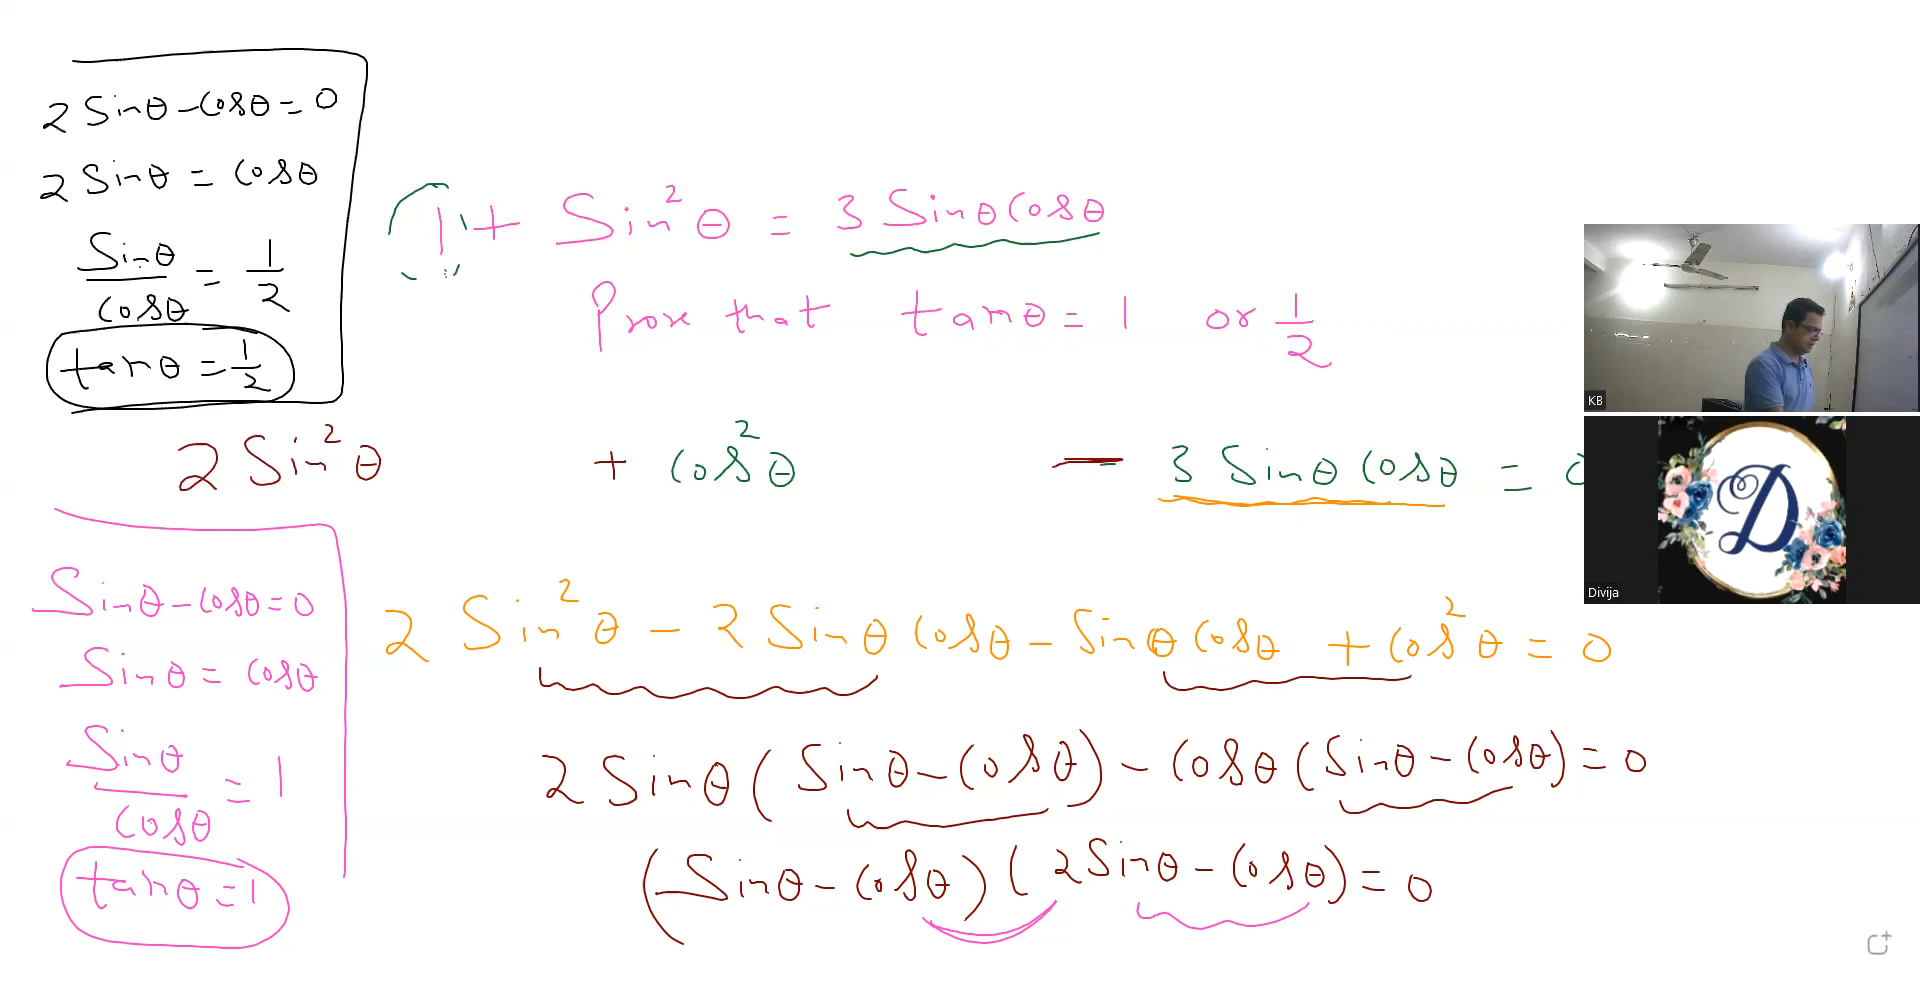 2 Sinθ - Cosθ = 0
2 Sinθ = Cosθ
Sinθ/Cosθ = 1/2
tanθ = 1/2
1 + Sin²θ = 3 Sinθ Cosθ
Prove that tanθ = 1 or 1/2
2 Sin²θ + Cos²θ - 3 Sinθ Cosθ = 0
2 Sin²θ - 2 Sinθ Cosθ - Sinθ Cosθ + Cos²θ = 0
2 Sinθ (Sinθ - Cosθ) - Cosθ (Sinθ - Cosθ) = 0
(Sinθ - Cosθ) (2 Sinθ - Cosθ) = 0
Sinθ - Cosθ = 0
Sinθ = Cosθ
Sinθ/Cosθ = 1
tanθ = 1
KB
D
Divija